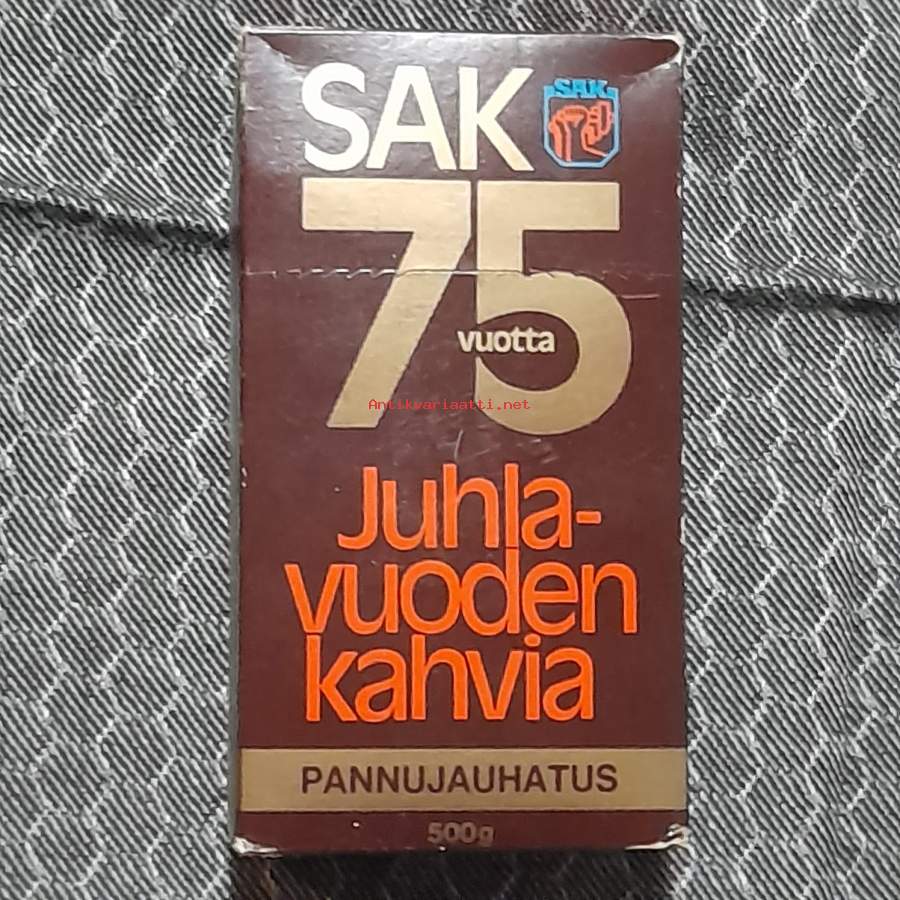 SAK
SAK
75
vuotta
Antikvariaatti.net
Juhla-
vuoden
kahvia
PANNUJAUHATUS
500g